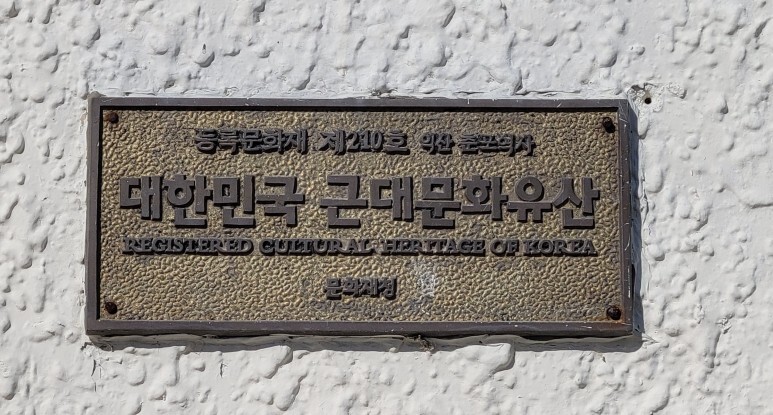 등록문화재 제210호 익산 춘포역사
대한민국 근대문화유산
REGISTERED CULTURAL HERITAGE OF KOREA
문화재청